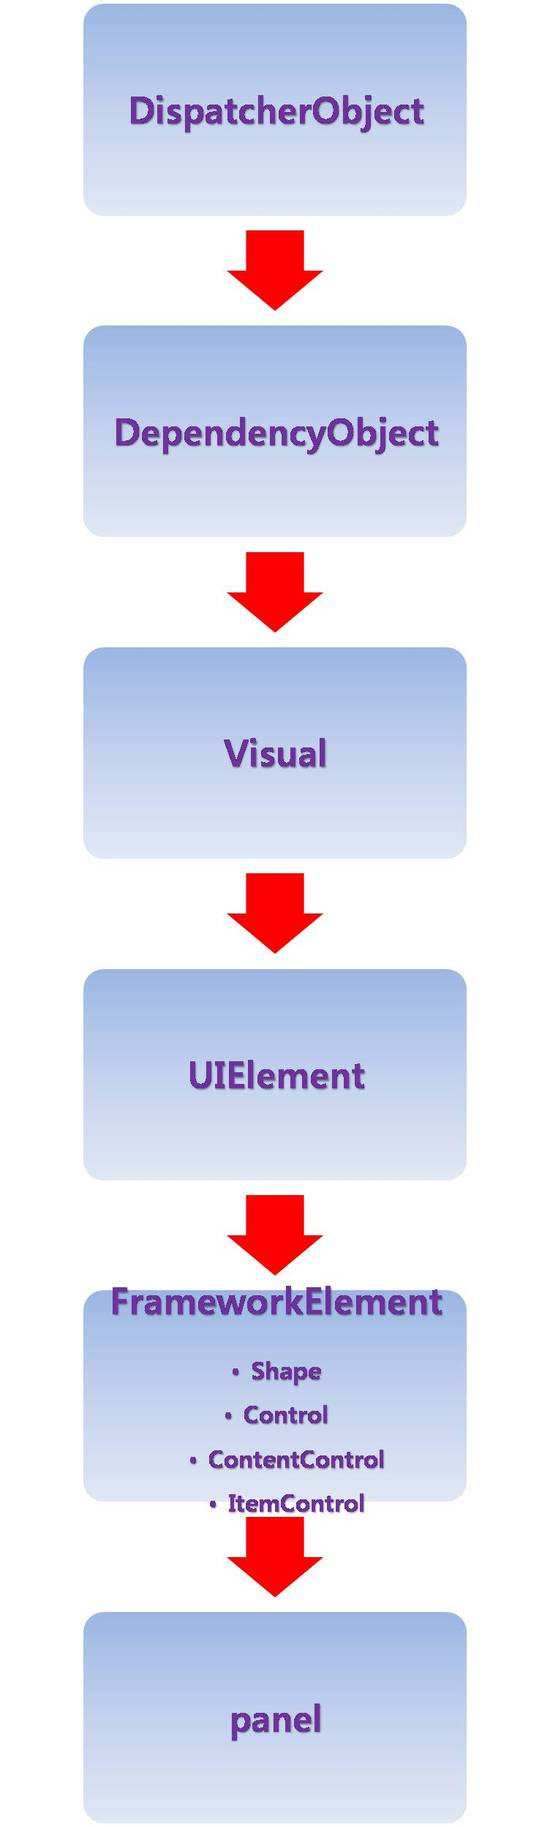 DispatcherObject
DependencyObject
Visual
UIElement
FrameworkElement
• Shape
• Control
• ContentControl
• ItemControl
panel